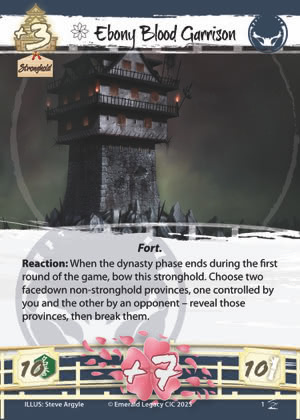 +3
Ebony Blood Garrison
Stronghold
Fort.
Reaction: When the dynasty phase ends during the first
round of the game, bow this stronghold. Choose two
facedown non-stronghold provinces, one controlled by
you and the other by an opponent – reveal those
provinces, then break them.
10
+7
10
ILLUS: Steve Argyle
© Emerald Legacy CIC 2025
1